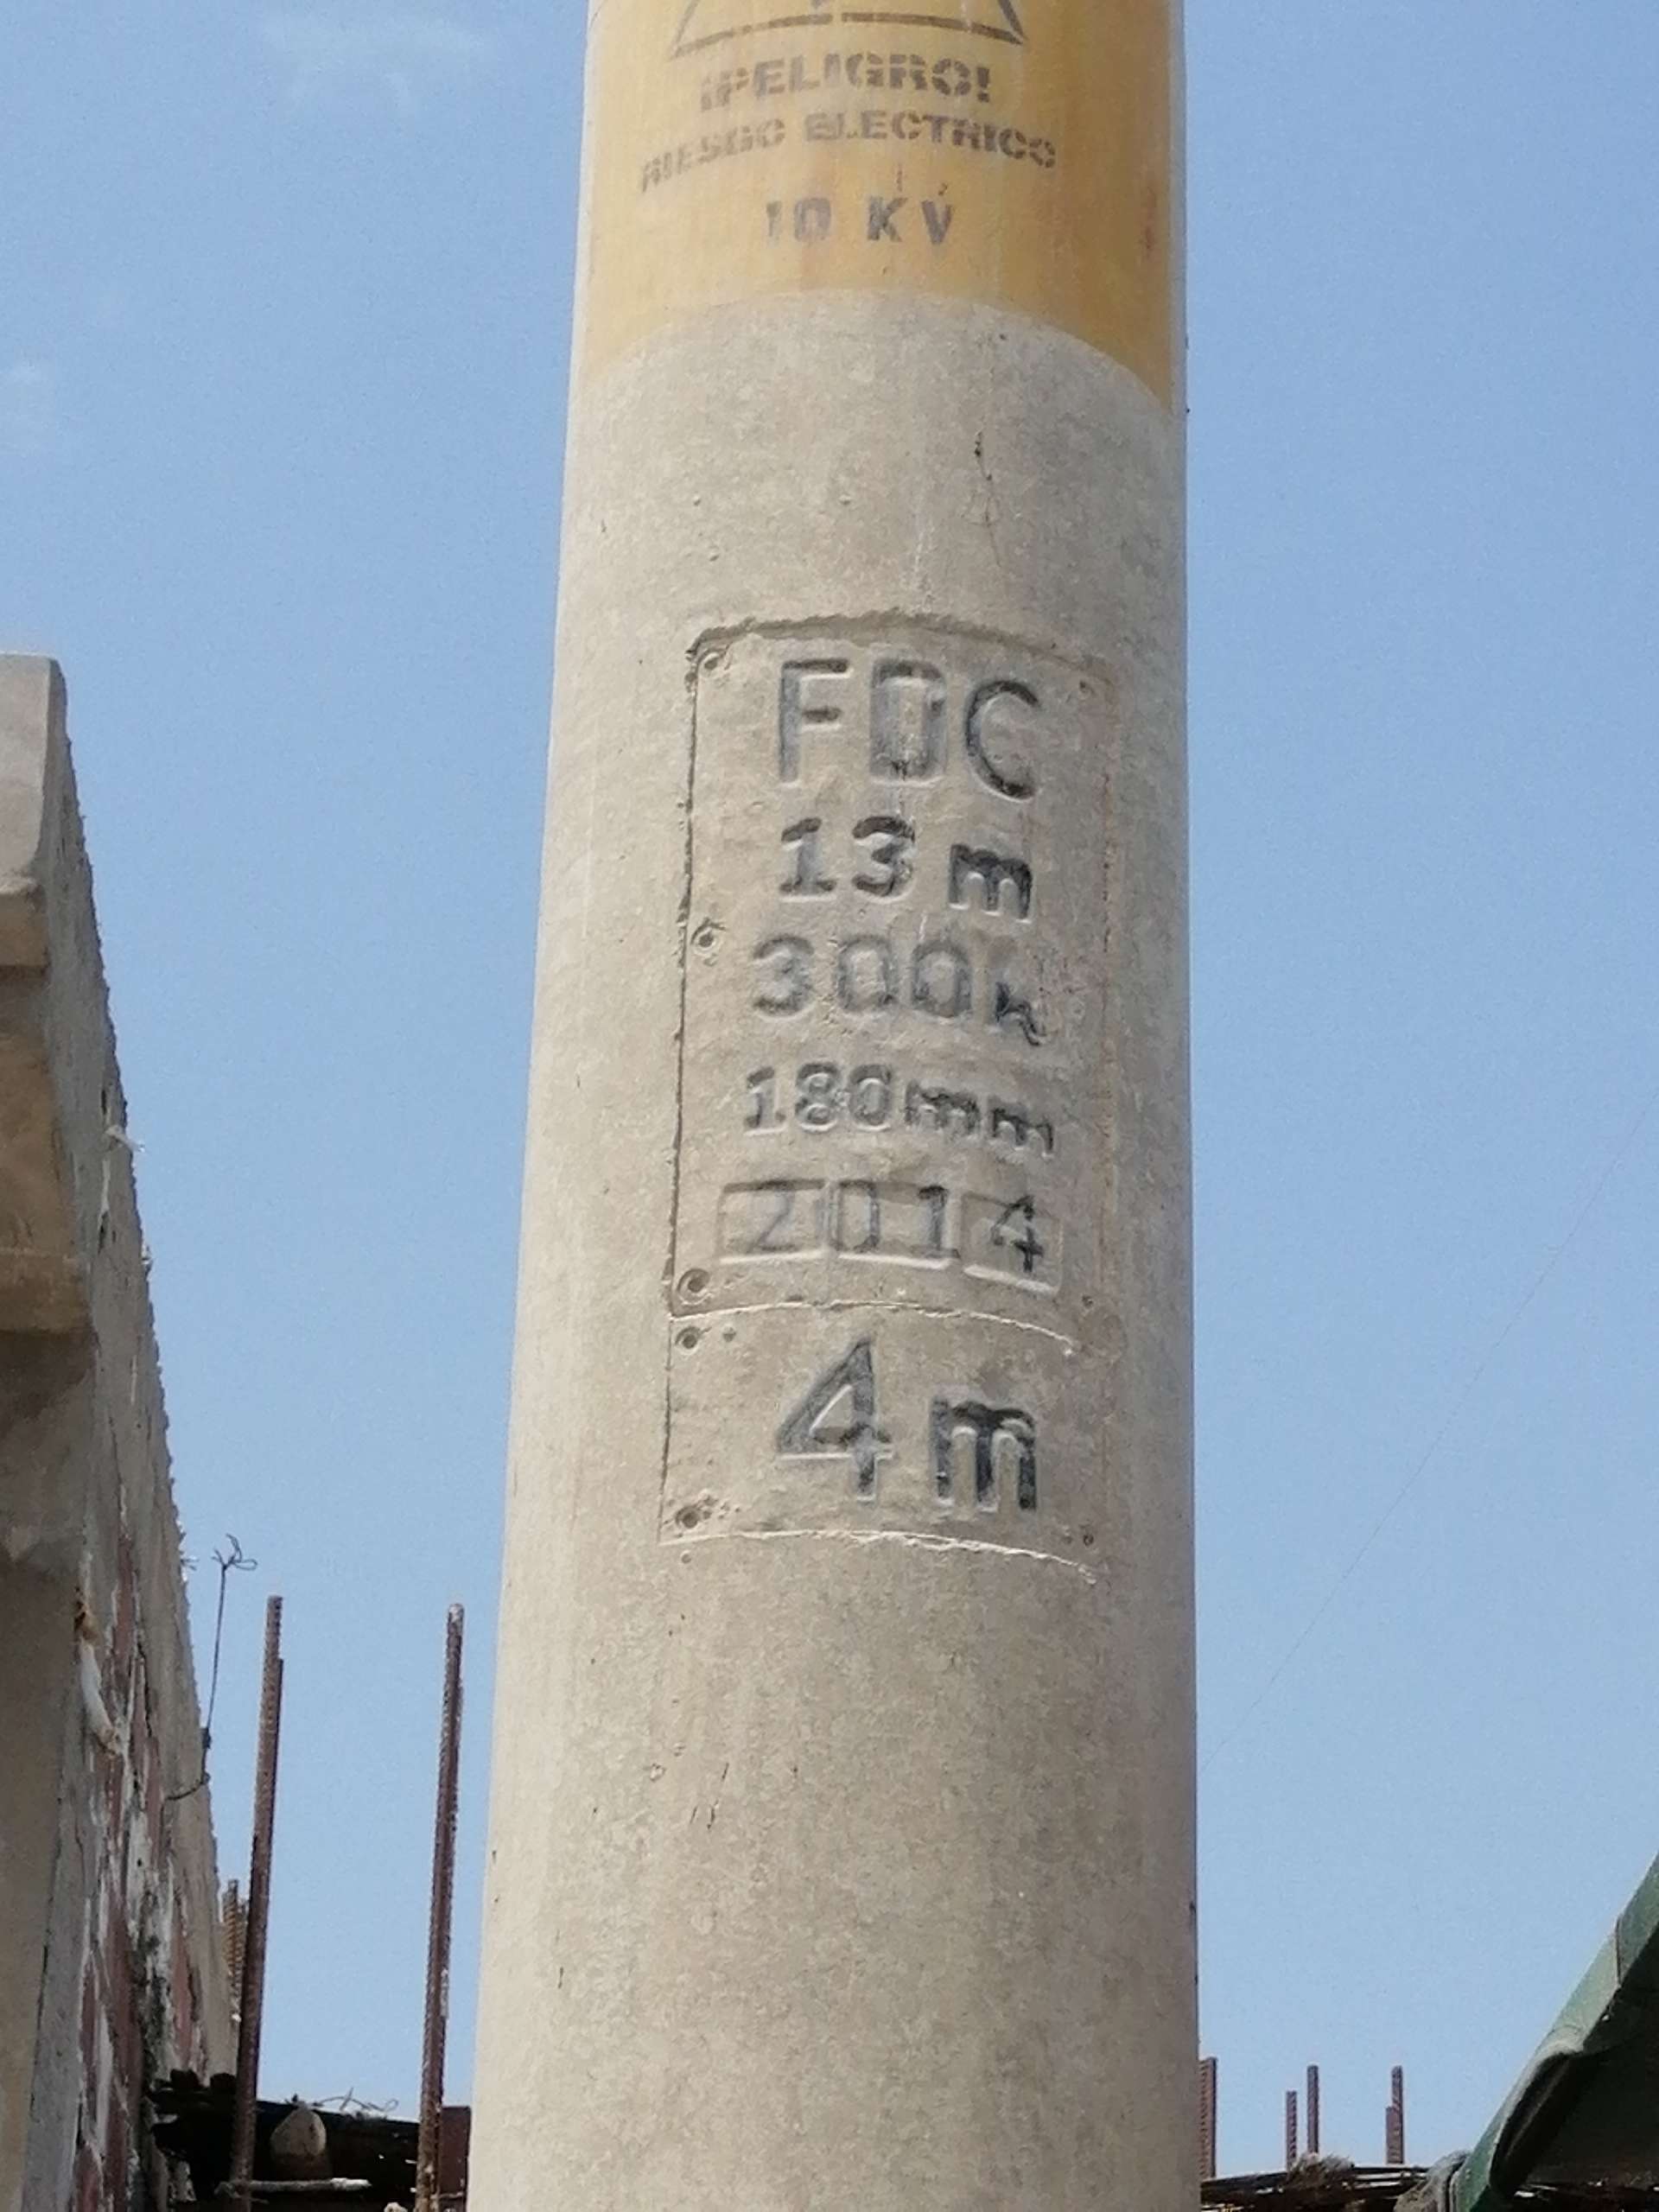 ¡PELIGRO!
RIESGO ELECTRICO
10 KV
FDC
13 m
300k
180mm
2014
4m